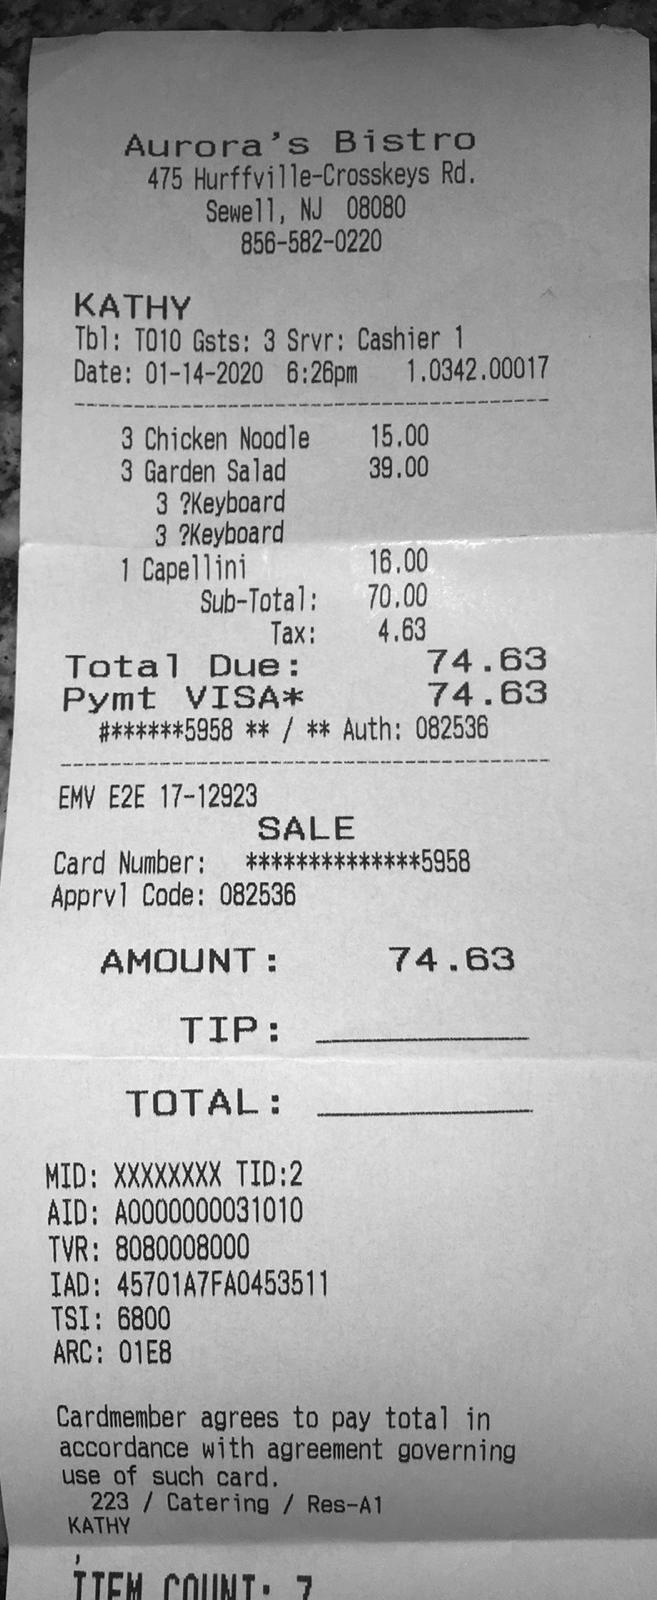 Aurora's Bistro
475 Hurffville-Crosskeys Rd.
Sewell, NJ 08080
856-582-0220
KATHY
Tbl: T010 Gsts: 3 Srvr: Cashier 1
Date: 01-14-2020 6:26pm 1.0342.00017
3 Chicken Noodle 15.00
3 Garden Salad 39.00
3 ?Keyboard
3 ?Keyboard
1 Capellini 16.00
Sub-Total: 70.00
Tax: 4.63
Total Due: 74.63
Pymt VISA* 74.63
#*******5958 ** / ** Auth: 082536
EMV E2E 17-12923
SALE
Card Number: **************5958
Apprvl Code: 082536
AMOUNT: 74.63
TIP:
TOTAL:
MID: XXXXXXXX TID:2
AID: A0000000031010
TVR: 8080008000
IAD: 45701A7FA0453511
TSI: 6800
ARC: 01E8
Cardmember agrees to pay total in
accordance with agreement governing
use of such card.
223 / Catering / Res-A1
KATHY
,
ITEM COUNT: 7